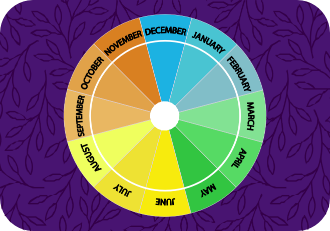 DECEMBER
JANUARY
FEBRUARY
MARCH
APRIL
MAY
JUNE
JULY
AUGUST
SEPTEMBER
OCTOBER
NOVEMBER